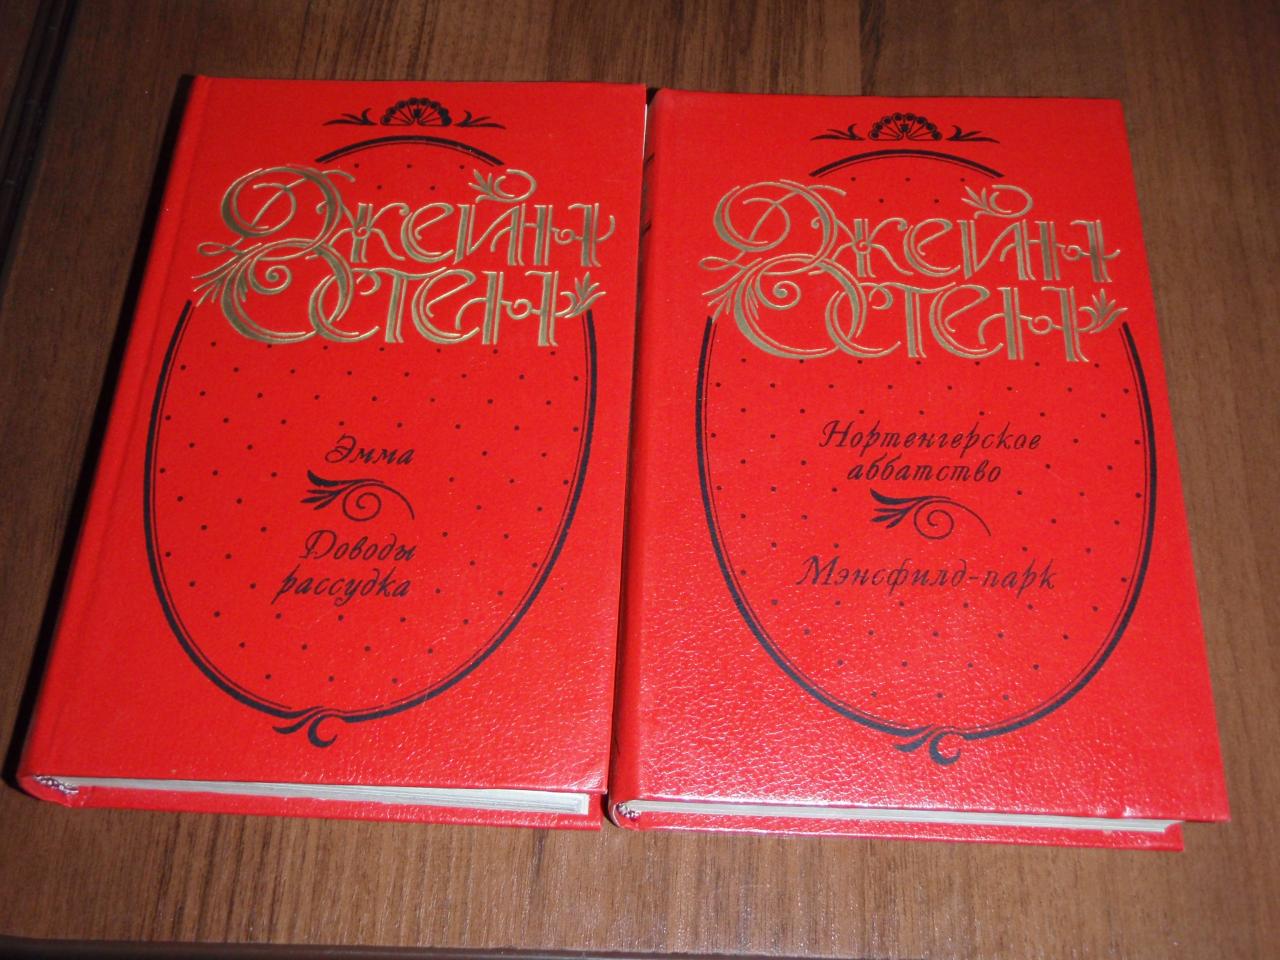 Джейн
Остен
Эмма
Доводы
рассудка
Джейн
Остен
Нортенгерское
аббатство
Мэнсфилд-парк